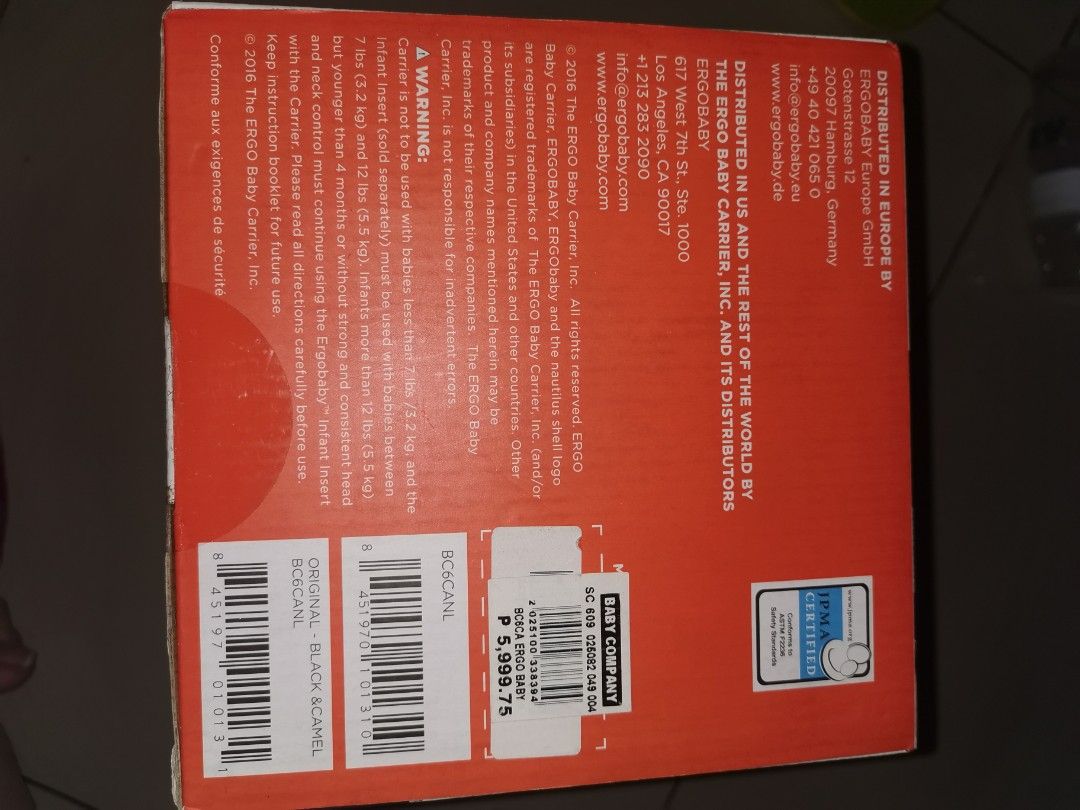 DISTRIBUTED IN EUROPE BY
ERGOBABY Europe GmbH
Gotenstrasse 12
20097 Hamburg, Germany
+49 40 421 065 0
info@ergobaby.eu
www.ergobaby.de
DISTRIBUTED IN US AND THE REST OF THE WORLD BY
THE ERGO BABY CARRIER, INC. AND ITS DISTRIBUTORS
ERGOBABY
617 West 7th St., Ste. 1000
Los Angeles, CA 90017
+1 213 283 2090
info@ergobaby.com
www.ergobaby.com
© 2016 The ERGO Baby Carrier, Inc. All rights reserved. ERGO
Baby Carrier, ERGOBABY, ERGObaby and the nautilus shell logo
are registered trademarks of The ERGO Baby Carrier, Inc. (and/or
its subsidiaries) in the United States and other countries. Other
product and company names mentioned herein may be
trademarks of their respective companies. The ERGO Baby
Carrier, Inc. is not responsible for inadvertent errors.
⚠ WARNING:
Carrier is not to be used with babies less than 7 lbs /3.2 kg, and the
Infant Insert (sold separately) must be used with babies between
7 lbs (3.2 kg) and 12 lbs (5.5 kg). Infants more than 12 lbs (5.5 kg)
but younger than 4 months or without strong and consistent head
and neck control must continue using the Ergobaby™ Infant Insert
with the Carrier. Please read all directions carefully before use.
Keep instruction booklet for future use.
© 2016 The ERGO Baby Carrier, Inc.
Conforme aux exigences de sécurité
www.jpma.org
JPMA
CERTIFIED
Conforms to
ASTM F2236
Safety Standards
M
BABY COMPANY
SC 609 025082 049 004
2 025100 338394
BC6CA ERGO BABY
P 5,999.75
BC6CANL
8 451970 101310
ORIGINAL - BLACK &CAMEL
BC6CANL
8 45197 01013 1